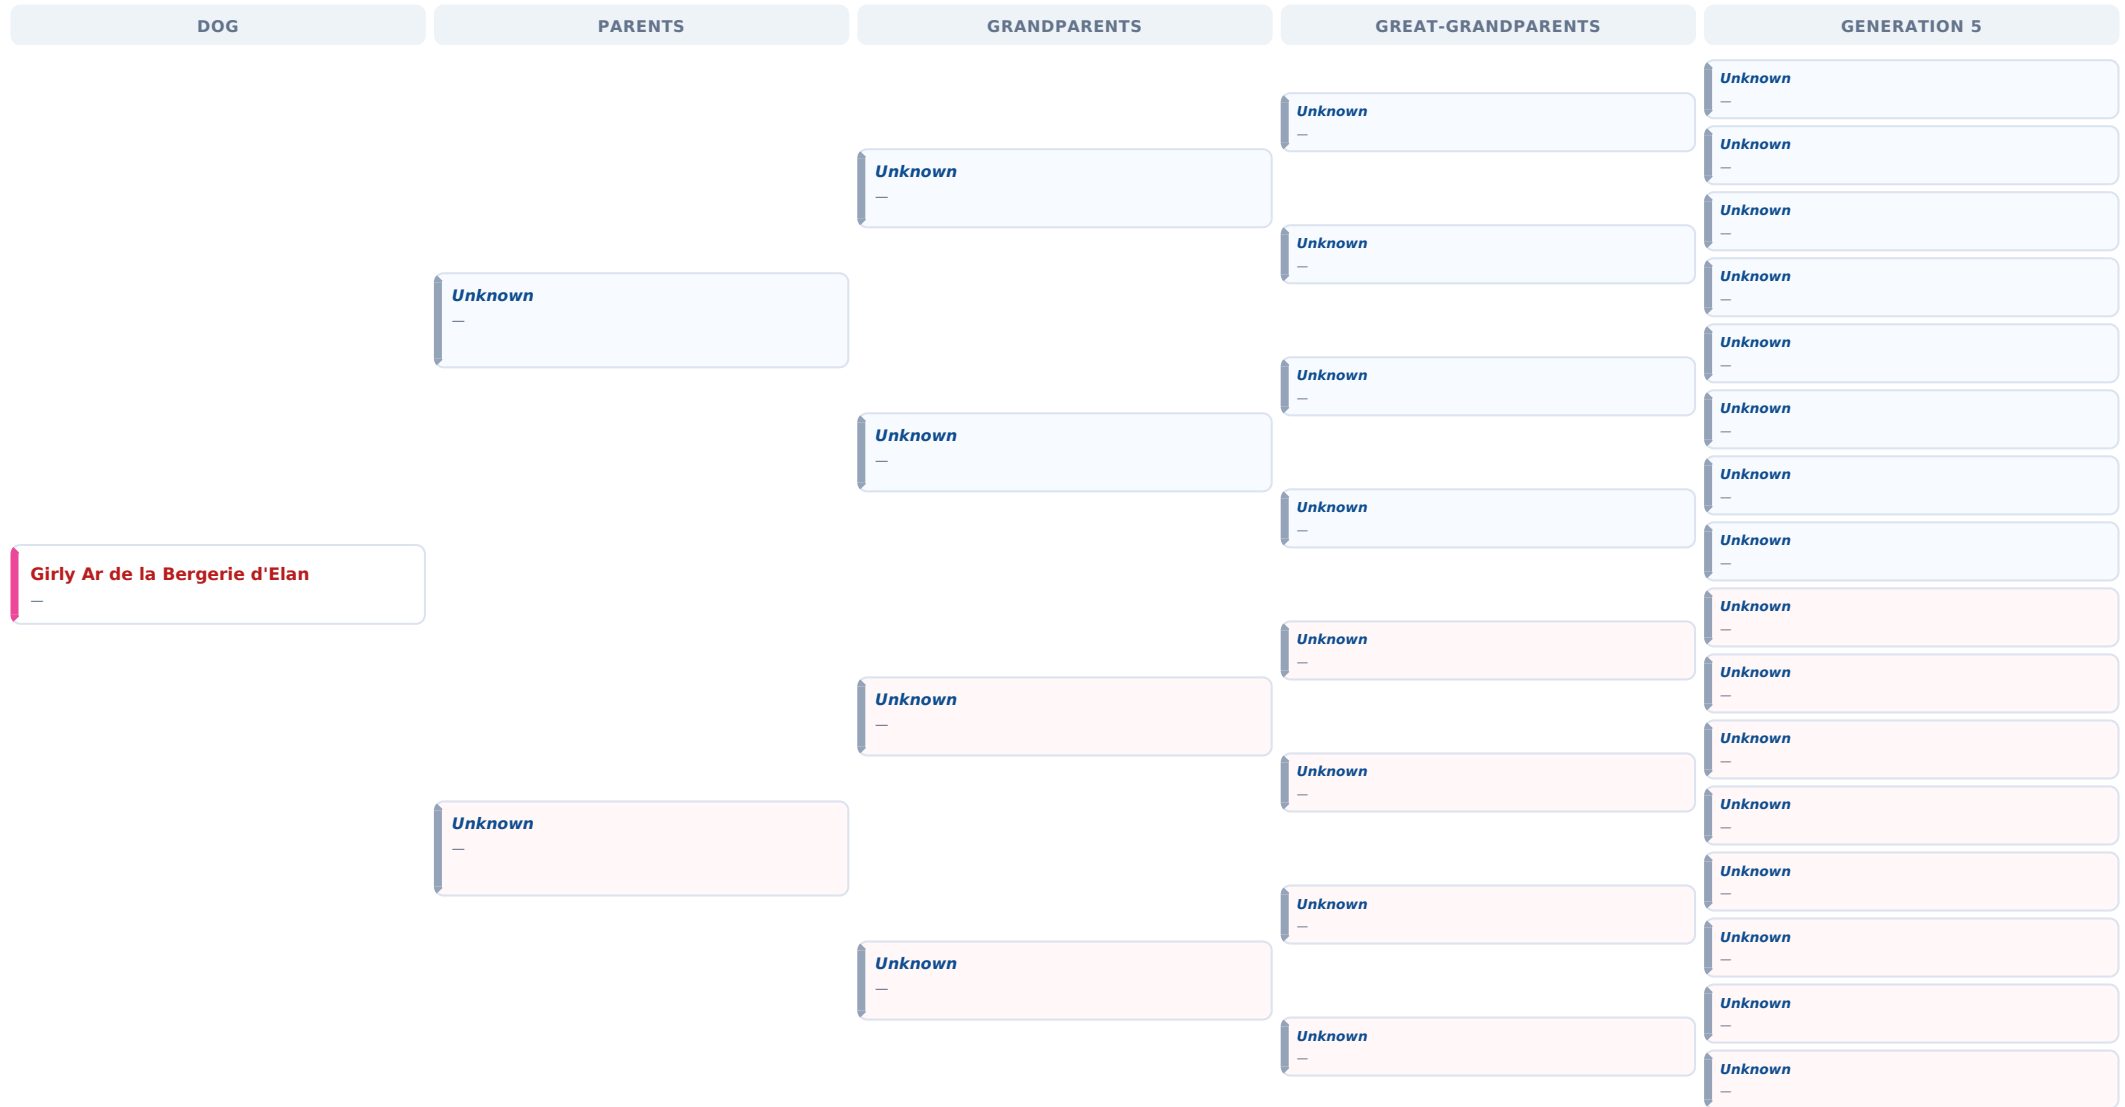 DOG
PARENTS
GRANDPARENTS
GREAT-GRANDPARENTS
GENERATION 5
Girly Ar de la Bergerie d'Elan
—
Unknown
—
Unknown
—
Unknown
—
Unknown
—
Unknown
—
Unknown
—
Unknown
—
Unknown
—
Unknown
—
Unknown
—
Unknown
—
Unknown
—
Unknown
—
Unknown
—
Unknown
—
Unknown
—
Unknown
—
Unknown
—
Unknown
—
Unknown
—
Unknown
—
Unknown
—
Unknown
—
Unknown
—
Unknown
—
Unknown
—
Unknown
—
Unknown
—
Unknown
—
Unknown
—